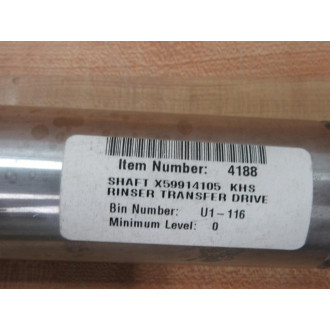 Item Number: 4188
SHAFT X59914105 KHS
RINSER TRANSFER DRIVE
Bin Number: U1-116
Minimum Level: 0